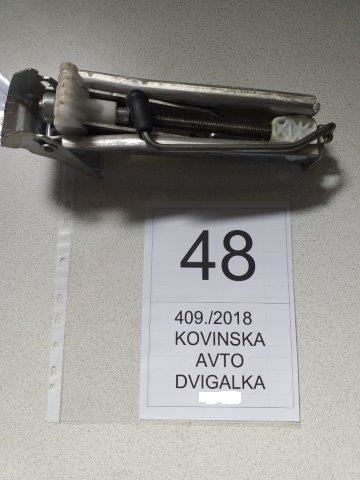 48
409./2018
KOVINSKA
AVTO
DVIGALKA